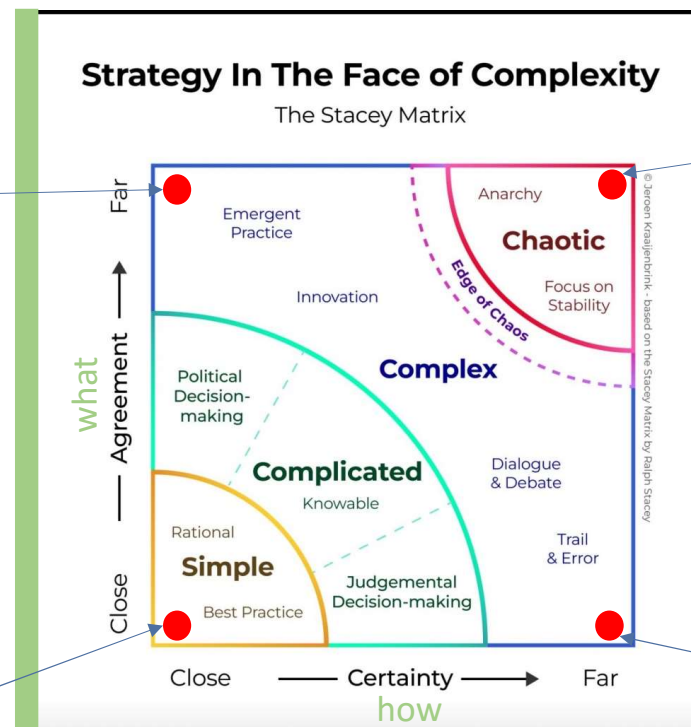 Strategy In The Face of Complexity
The Stacey Matrix
Far
Agreement
Close
what
Emergent
Practice
Innovation
Anarchy
Chaotic
Focus on
Stability
Edge of Chaos
Complex
Political
Decision-
making
Complicated
Knowable
Dialogue
& Debate
Trail
& Error
Rational
Simple
Best Practice
Judgemental
Decision-making
Close
Certainty
Far
how
© Jeroen Kraaijenbrink - based on the Stacey Matrix by Ralph Stacey